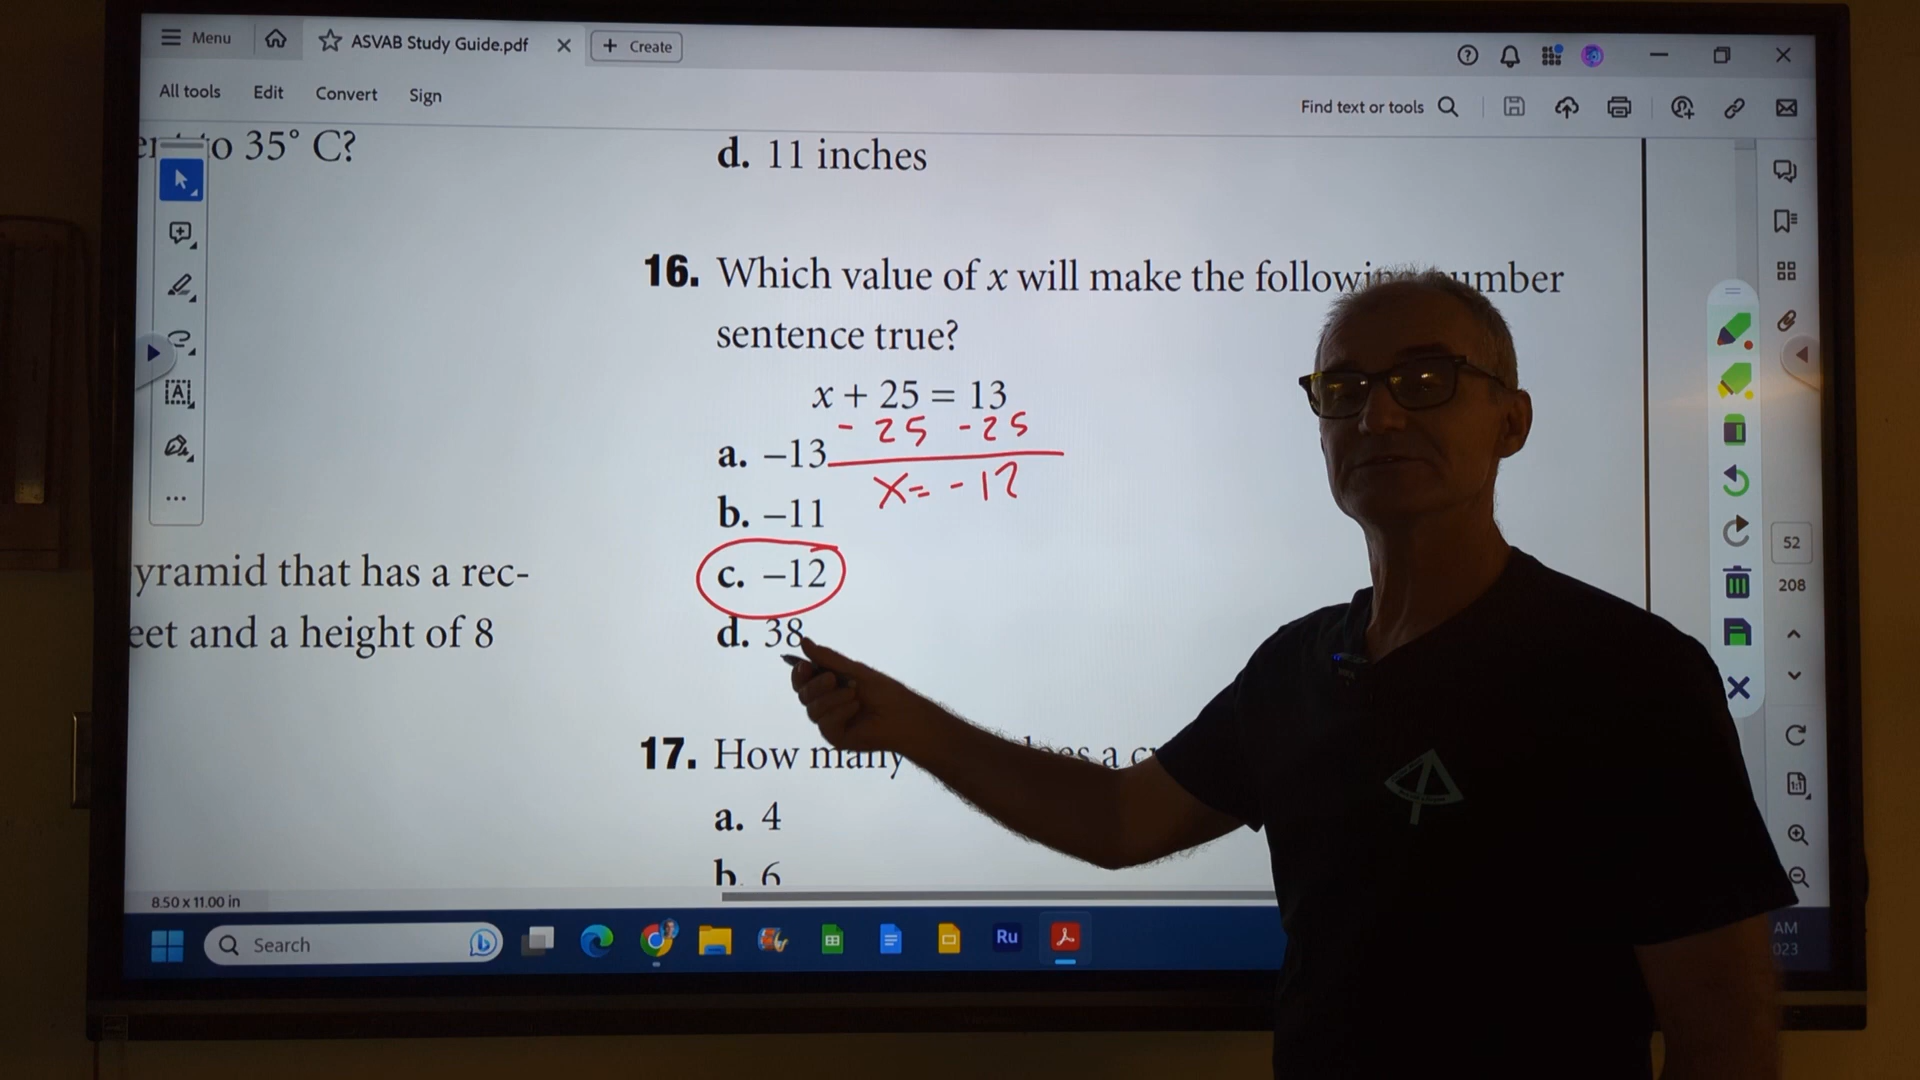 Menu
ASVAB Study Guide.pdf
+ Create
All tools Edit Convert Sign
Find text or tools
to 35° C?
d. 11 inches
16. Which value of x will make the following number
sentence true?
x + 25 = 13
- 25 -25
a. –13
x = -12
b. –11
c. –12
d. 38
yramid that has a rec-
eet and a height of 8
17. How many does a
a. 4
b. 6
52
208
8.50 x 11.00 in
Search
Ru
AM
023